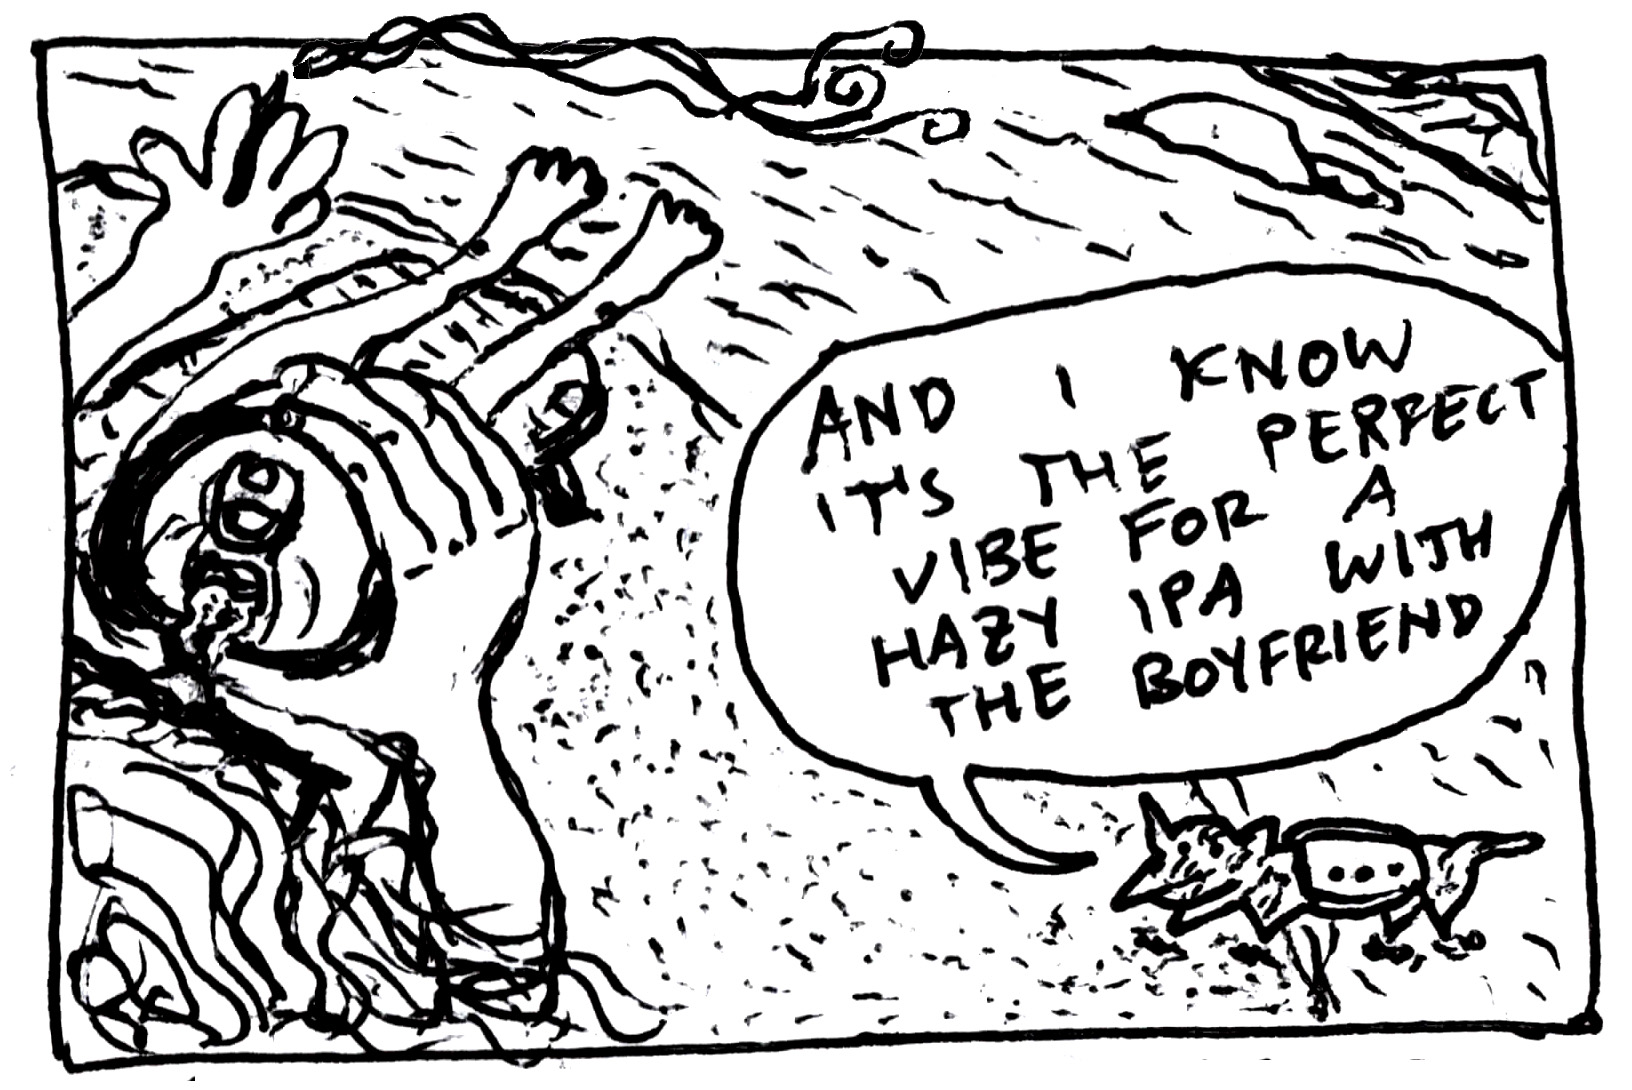 AND I KNOW
IT'S THE PERFECT
VIBE FOR A
HAZY IPA WITH
THE BOYFRIEND